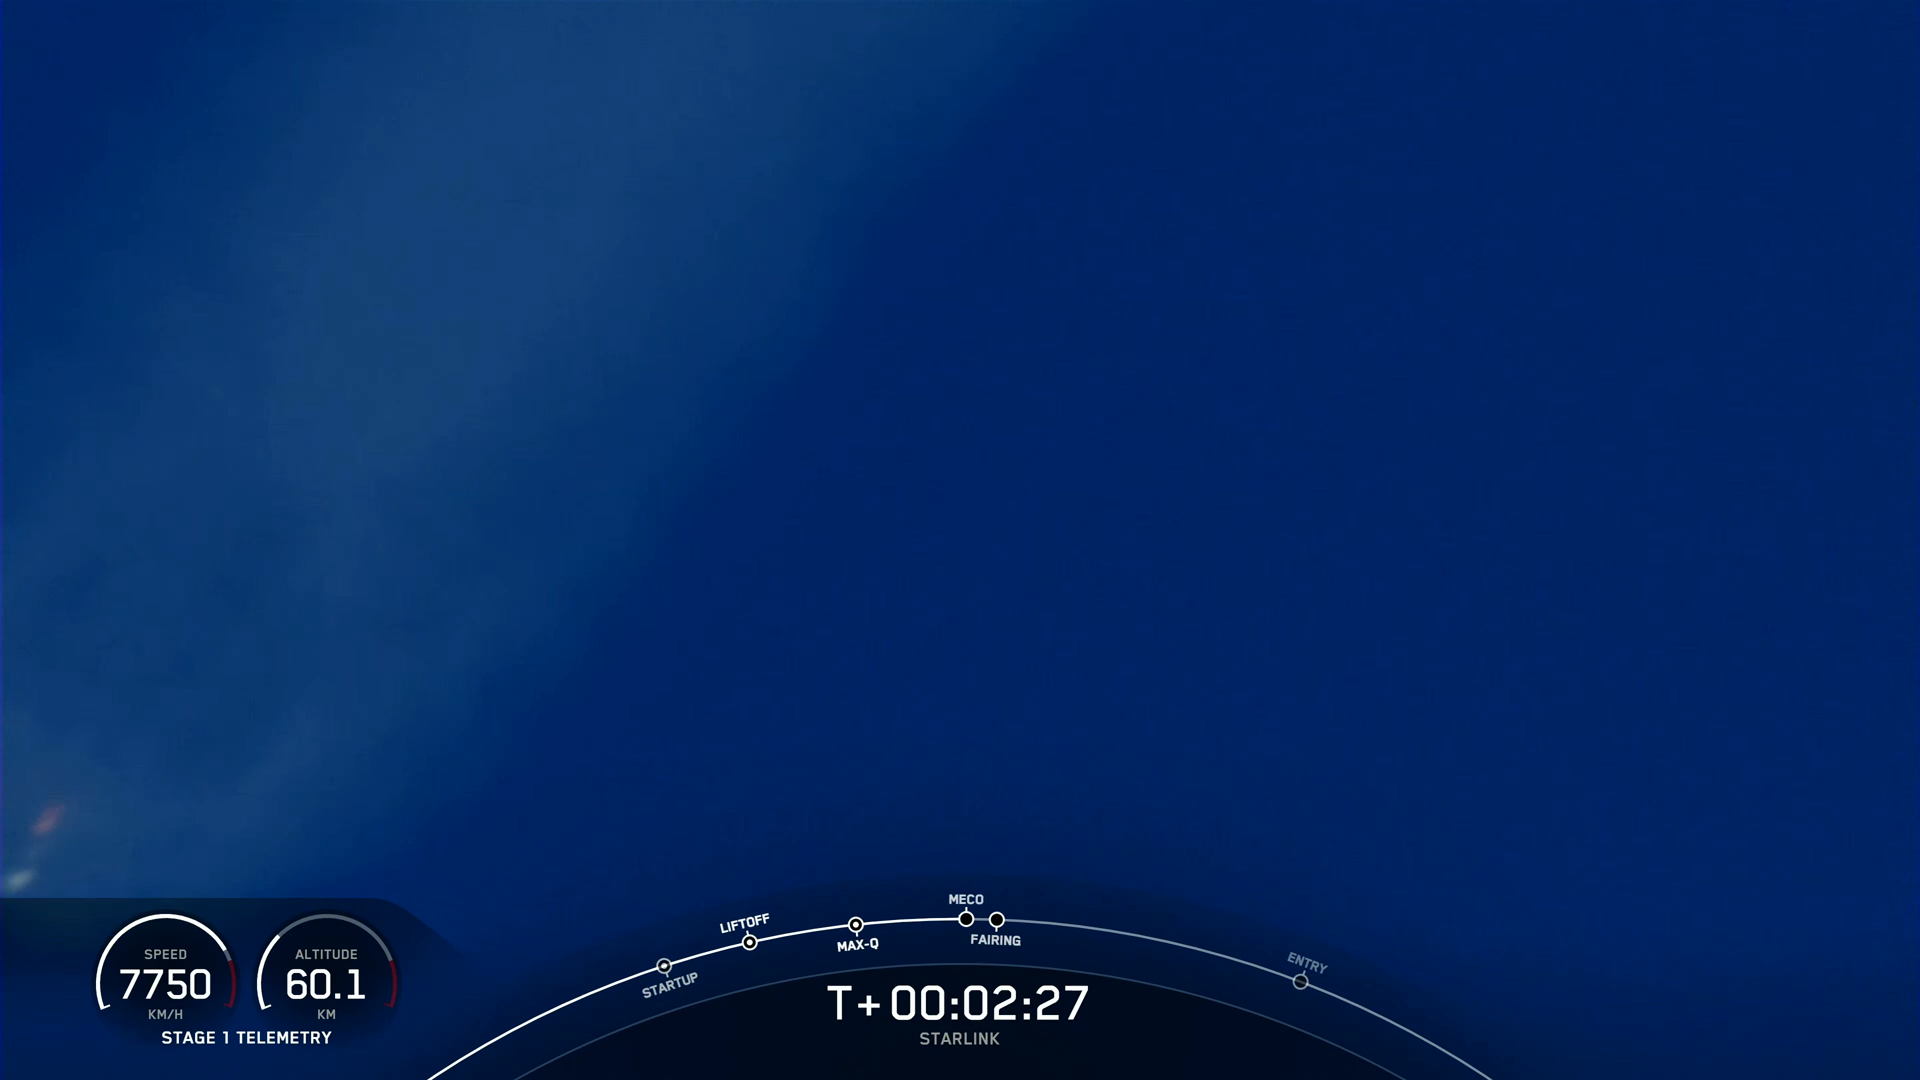 SPEED
7750
KM/H
ALTITUDE
60.1
KM
STAGE 1 TELEMETRY
STARTUP
LIFTOFF
MAX-Q
MECO
FAIRING
ENTRY
T+00:02:27
STARLINK